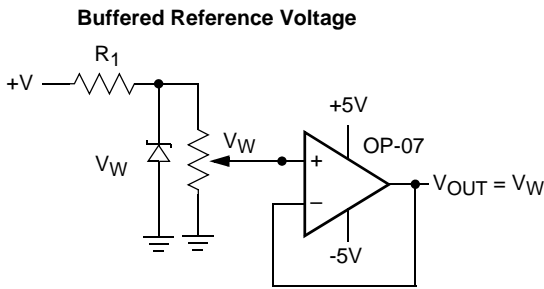 Buffered Reference Voltage
R1
+V
+5V
OP-07
VW
VW
+
VOUT = VW
–
-5V